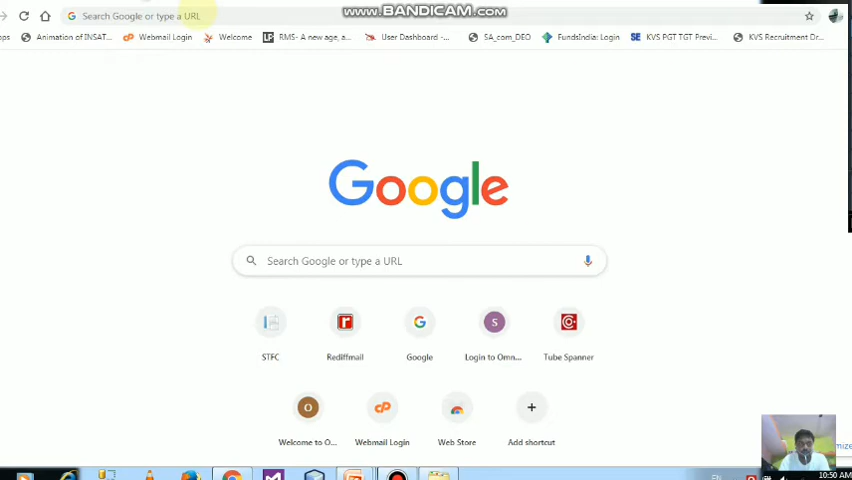 www.BANDICAM.com
Search Google or type a URL
ops Animation of INSAT... Webmail Login Welcome RMS- A new age, a... User Dashboard -... SA_com_DEO FundsIndia: Login KVS PGT TGT Previ... KVS Recruitment Dr...
Google
Search Google or type a URL
STFC Rediffmail Google Login to Omn... Tube Spanner
Welcome to O... Webmail Login Web Store Add shortcut
EN
10:50 AM